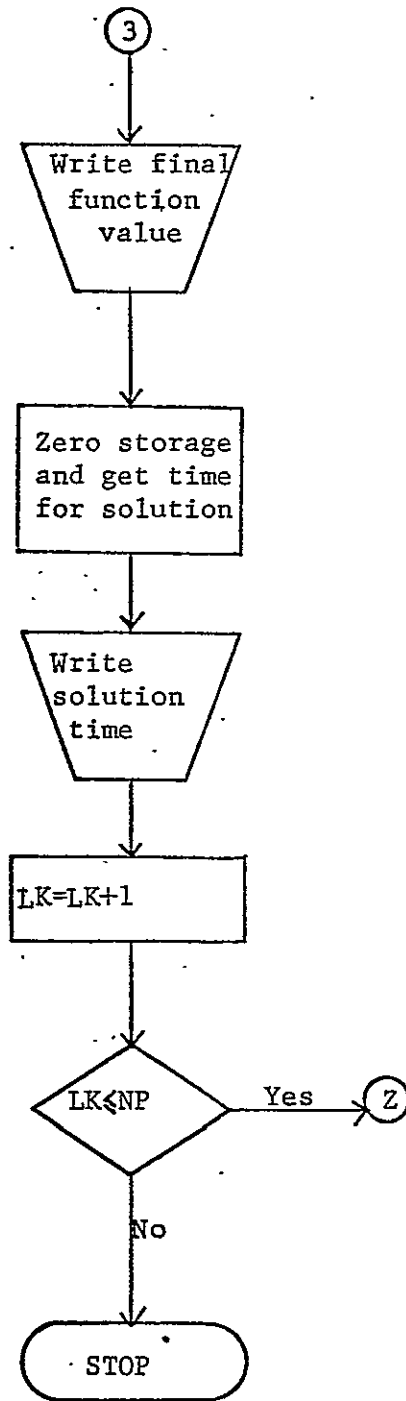 3
Write final
function
value
Zero storage
and get time
for solution
Write
solution
time
LK=LK+1
LK≤NP
Yes
Z
No
STOP